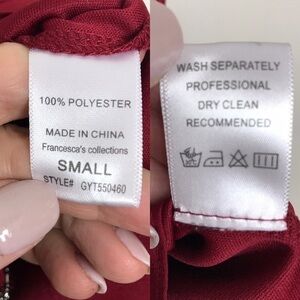 100% POLYESTER
MADE IN CHINA
Francesca's collections
SMALL
STYLE# GYT550460
WASH SEPARATELY
PROFESSIONAL
DRY CLEAN
RECOMMENDED